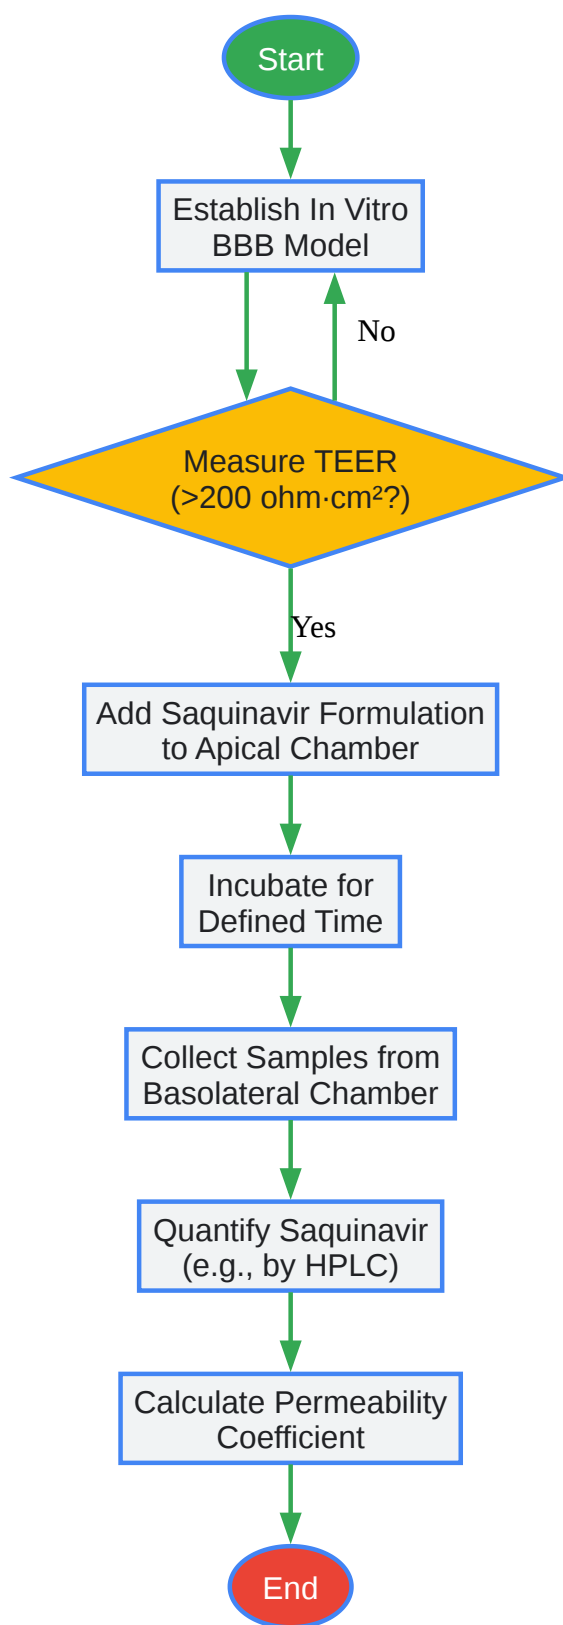 Start
Establish In Vitro
BBB Model
No
Measure TEER
(>200 ohm·cm²?)
Yes
Add Saquinavir Formulation
to Apical Chamber
Incubate for
Defined Time
Collect Samples from
Basolateral Chamber
Quantify Saquinavir
(e.g., by HPLC)
Calculate Permeability
Coefficient
End